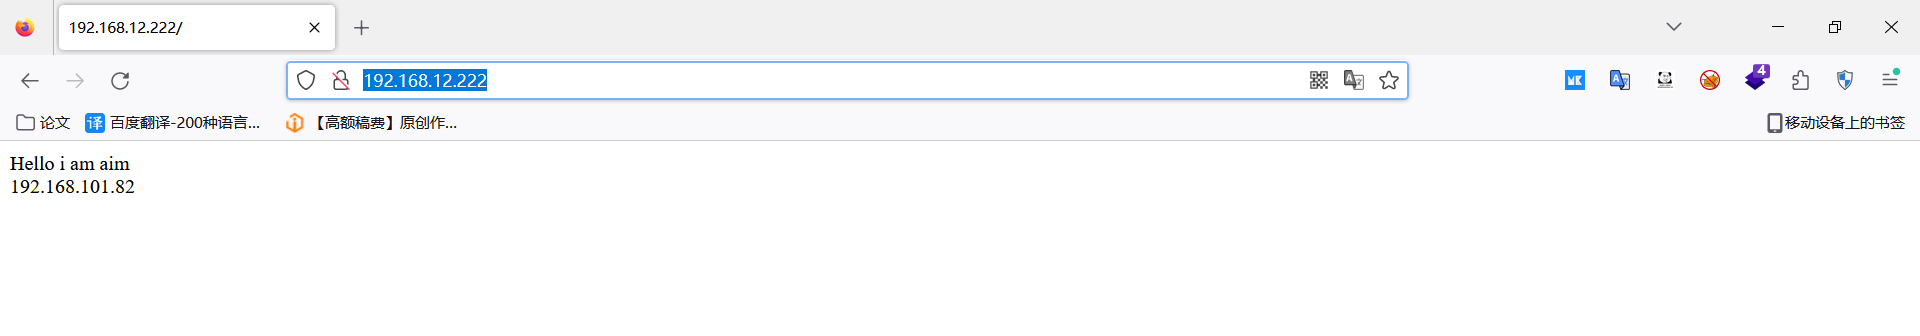 192.168.12.222/
192.168.12.222
4
论文
译 百度翻译-200种语言...
【高额稿费】原创作...
移动设备上的书签
Hello i am aim
192.168.101.82